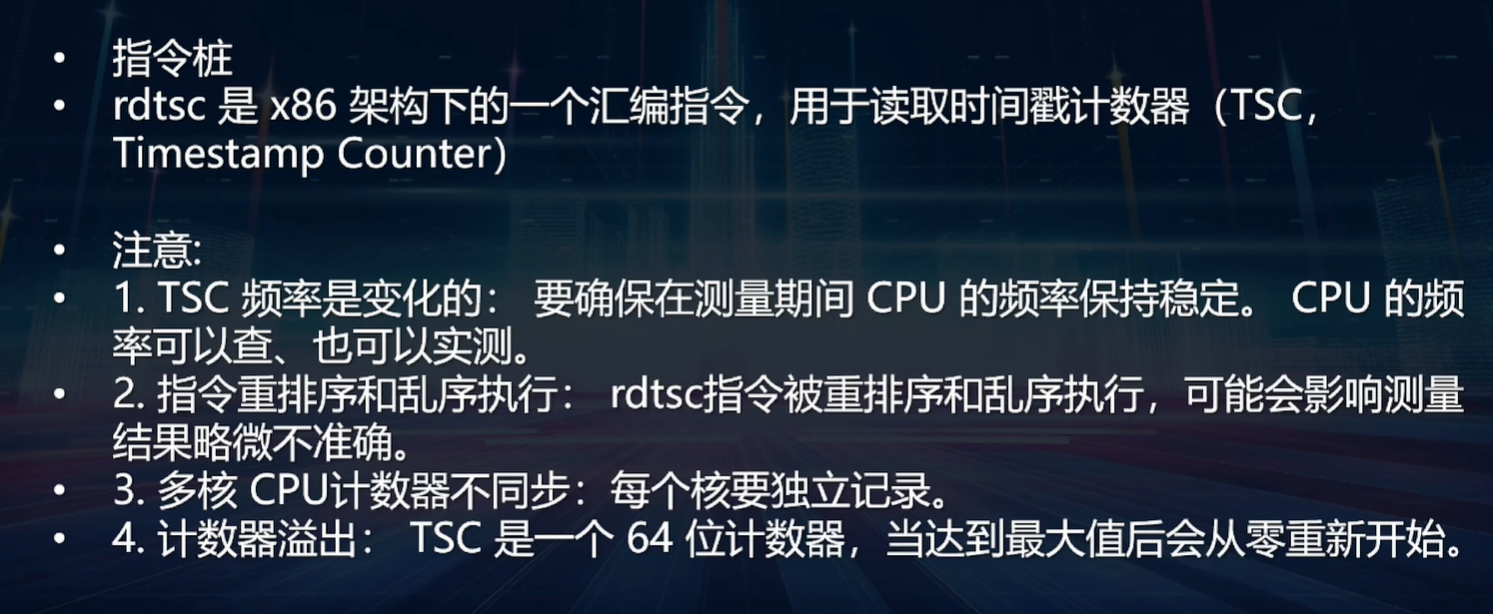 • 指令桩
• rdtsc 是 x86 架构下的一个汇编指令，用于读取时间戳计数器（TSC，
Timestamp Counter）
• 注意:
• 1. TSC 频率是变化的： 要确保在测量期间 CPU 的频率保持稳定。 CPU 的频
率可以查、也可以实测。
• 2. 指令重排序和乱序执行： rdtsc指令被重排序和乱序执行，可能会影响测量
结果略微不准确。
• 3. 多核 CPU计数器不同步：每个核要独立记录。
• 4. 计数器溢出： TSC 是一个 64 位计数器，当达到最大值后会从零重新开始。